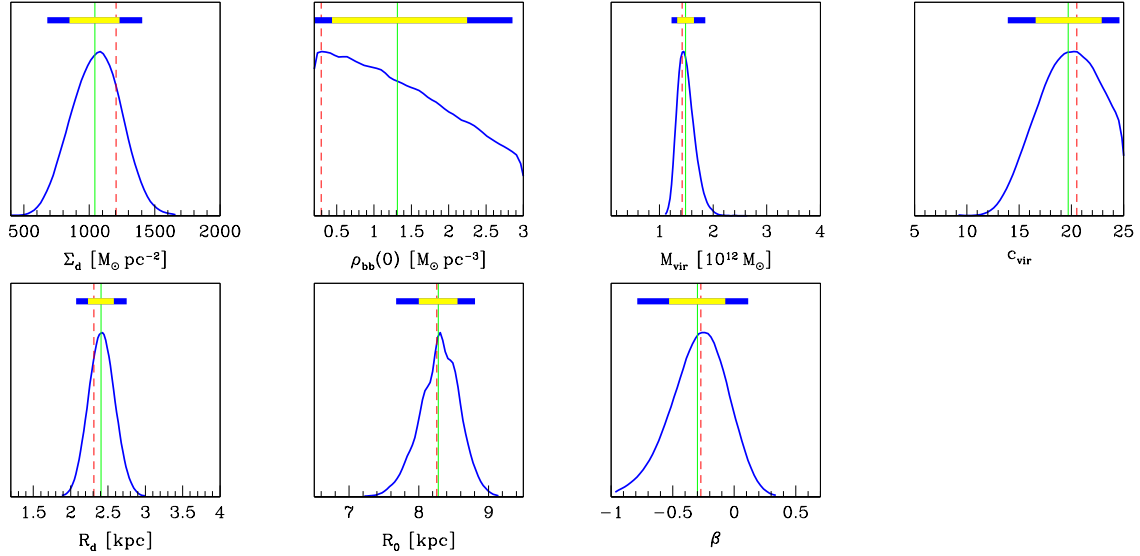 500 1000 1500 2000
Σd [M⊙ pc−2]
0.5 1 1.5 2 2.5 3
ρbb(0) [M⊙ pc−3]
1 2 3 4
Mvir [10¹² M⊙]
5 10 15 20 25
cvir
1.5 2 2.5 3 3.5 4
Rd [kpc]
7 8 9
R0 [kpc]
−1 −0.5 0 0.5
β